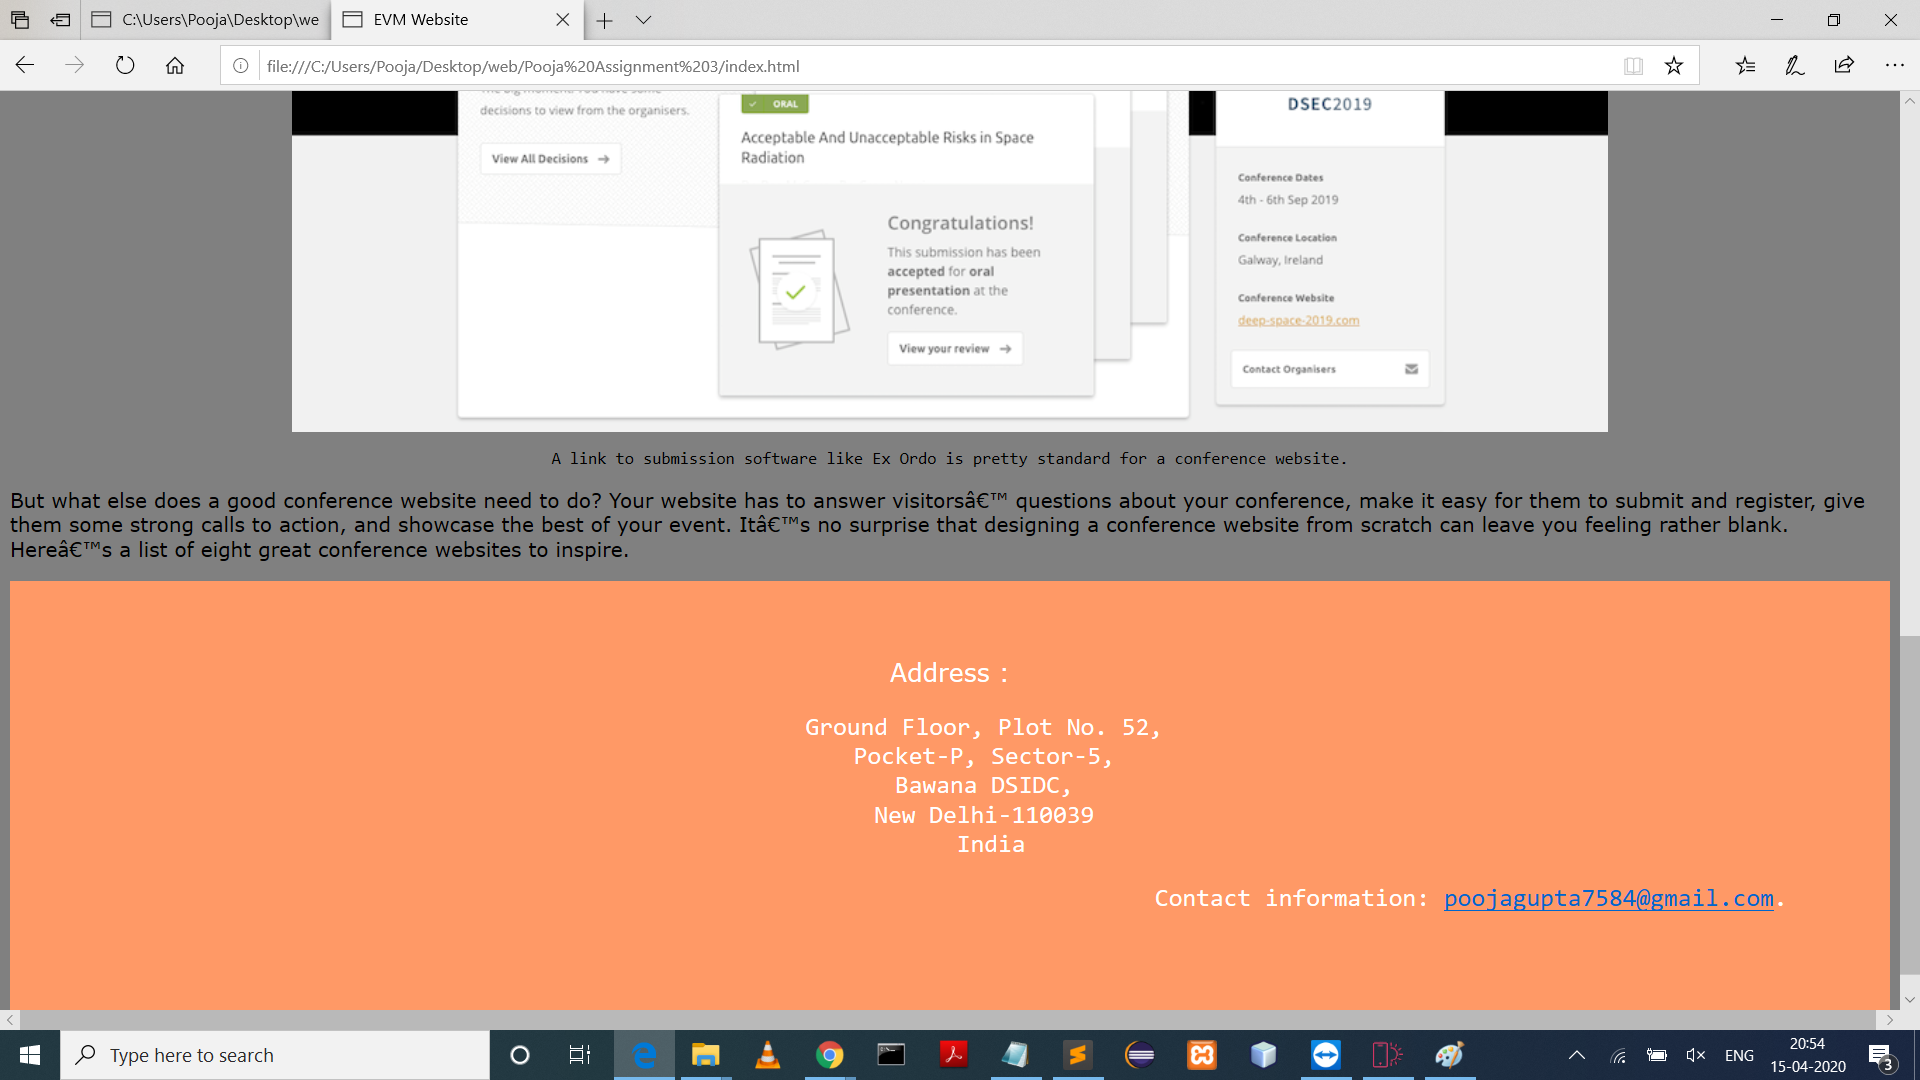 C:\Users\Pooja\Desktop\we
EVM Website
file:///C:/Users/Pooja/Desktop/web/Pooja%20Assignment%203/index.html
decisions to view from the organisers.
View All Decisions →
✓ ORAL
Acceptable And Unacceptable Risks in Space
Radiation
Congratulations!
This submission has been
accepted for oral
presentation at the
conference.
View your review →
DSEC2019
Conference Dates
4th - 6th Sep 2019
Conference Location
Galway, Ireland
Conference Website
deep-space-2019.com
Contact Organisers
A link to submission software like Ex Ordo is pretty standard for a conference website.
But what else does a good conference website need to do? Your website has to answer visitorsâ€™ questions about your conference, make it easy for them to submit and register, give
them some strong calls to action, and showcase the best of your event. Itâ€™s no surprise that designing a conference website from scratch can leave you feeling rather blank.
Hereâ€™s a list of eight great conference websites to inspire.
Address :
Ground Floor, Plot No. 52,
Pocket-P, Sector-5,
Bawana DSIDC,
New Delhi-110039
India
Contact information: poojagupta7584@gmail.com.
Type here to search
ENG
20:54
15-04-2020
3